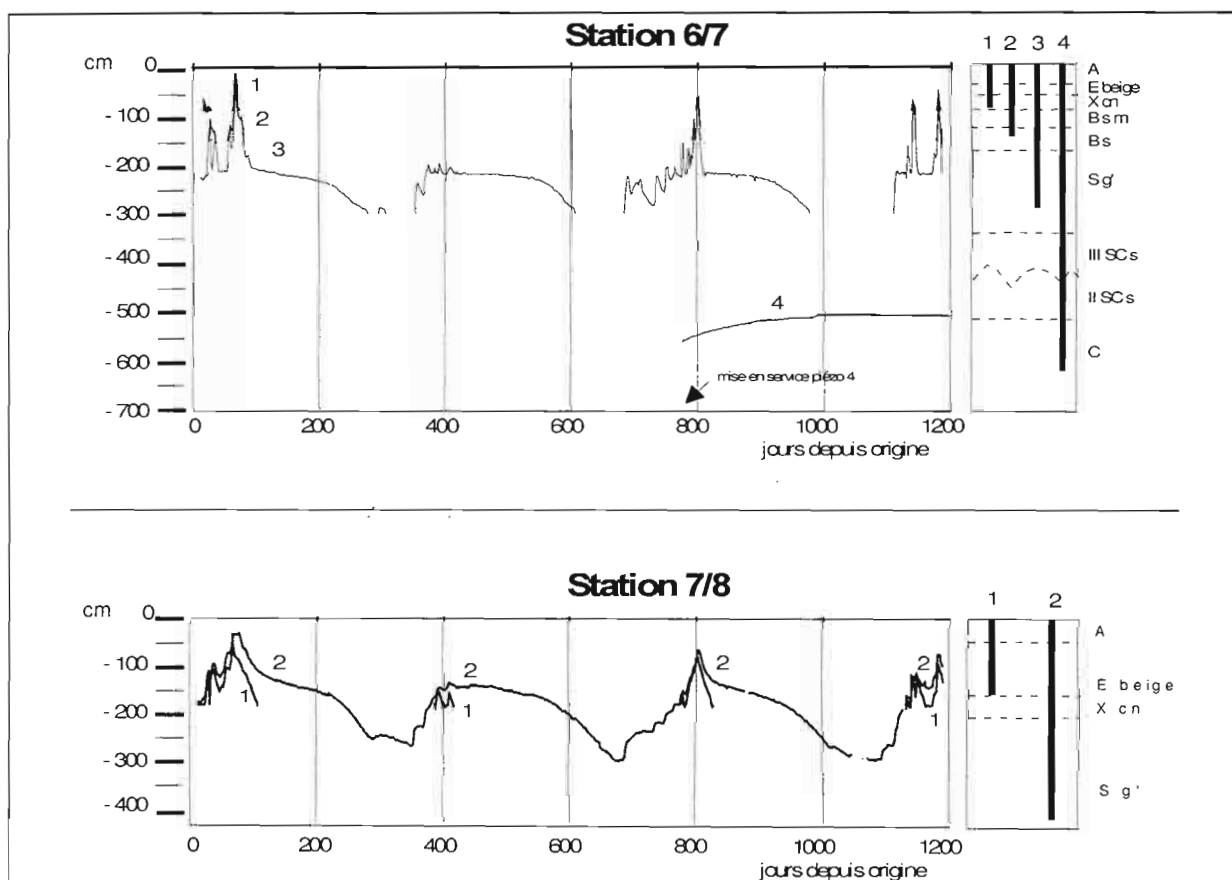 Station 6/7
cm 0 1 2 3 4
1 A
E beige
- 100 X cn
2 B s m
3 B s
- 200
S g'
- 300
III SCs
- 400
4 II SCs
- 500
C
- 600
mise en service piézo 4
- 700
0 200 400 600 800 1000 1200
jours depuis origine
Station 7/8
cm 0 1 2
A
- 100 2 2 2 2
E beige
1 1 1
- 200 X cn
- 300
S g'
- 400
0 200 400 600 800 1000 1200
jours depuis origine